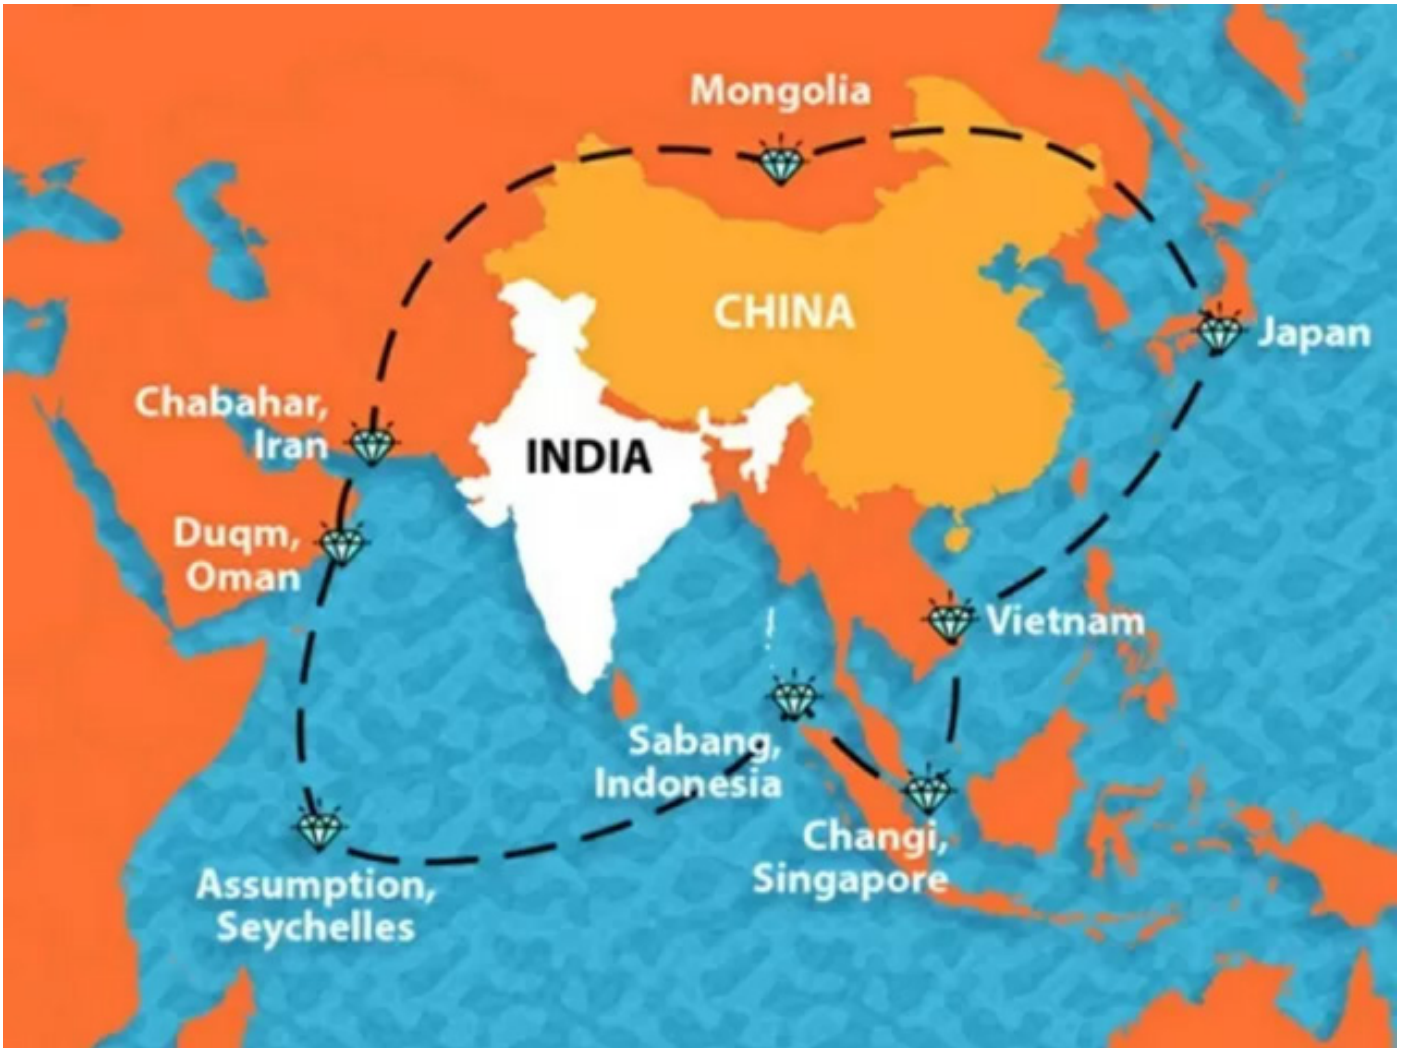 Mongolia
CHINA
Japan
Chabahar,
Iran
INDIA
Duqm,
Oman
Vietnam
Sabang,
Indonesia
Changi,
Singapore
Assumption,
Seychelles